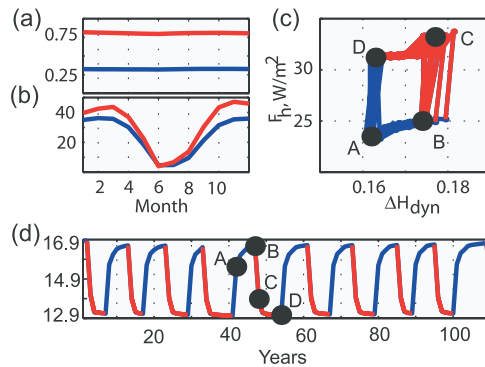 (a)
0.75
0.25
(b)
40
20
2 4 6 8 10
Month
(c)
F_h, W/m²
33
25
D
C
A
B
0.16 0.18
ΔH_dyn
(d)
16.9
14.9
12.9
A
B
C
D
20 40 60 80 100
Years